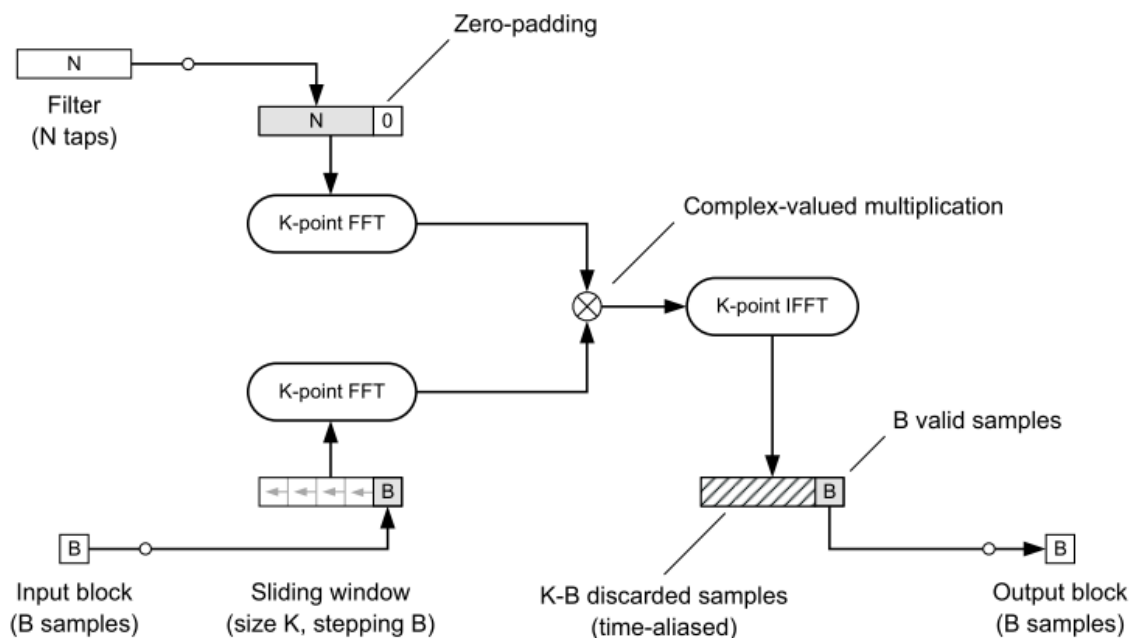 Zero-padding
N
Filter
(N taps)
N 0
K-point FFT
Complex-valued multiplication
K-point IFFT
K-point FFT
B valid samples
B
B
B
B
Input block
(B samples)
Sliding window
(size K, stepping B)
K-B discarded samples
(time-aliased)
Output block
(B samples)